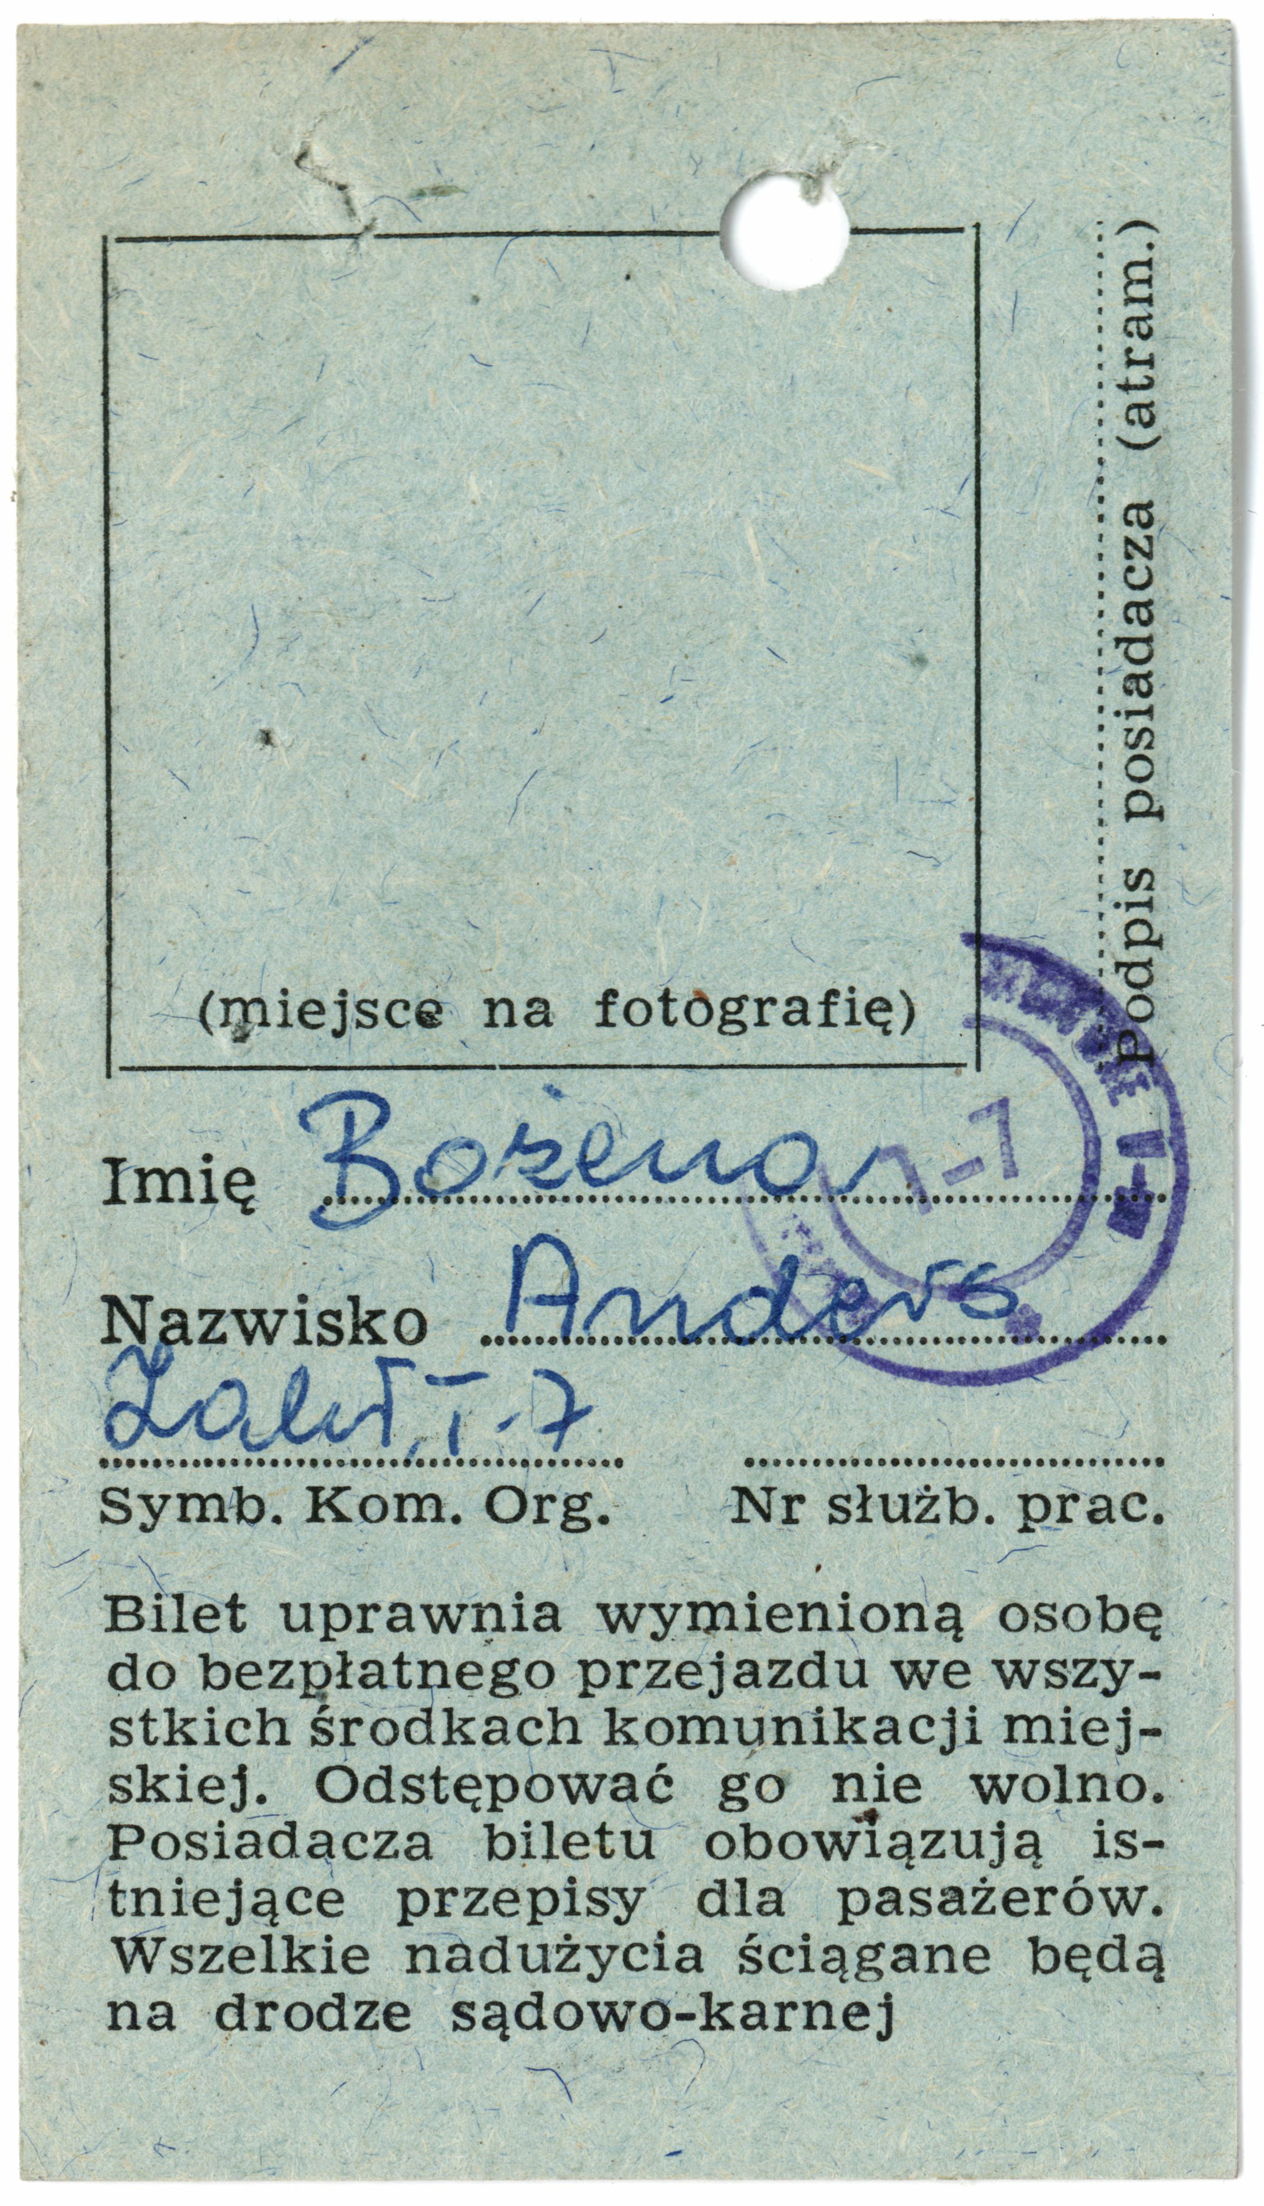 (miejsce na fotografię)
Podpis posiadacza (atram.)
Imię Bożena
Nazwisko Anders
I-7
Symb. Kom. Org. Nr służb. prac.
Bilet uprawnia wymienioną osobę
do bezpłatnego przejazdu we wszy-
stkich środkach komunikacji miej-
skiej. Odstępować go nie wolno.
Posiadacza biletu obowiązują is-
tniejące przepisy dla pasażerów.
Wszelkie nadużycia ściągane będą
na drodze sądowo-karnej